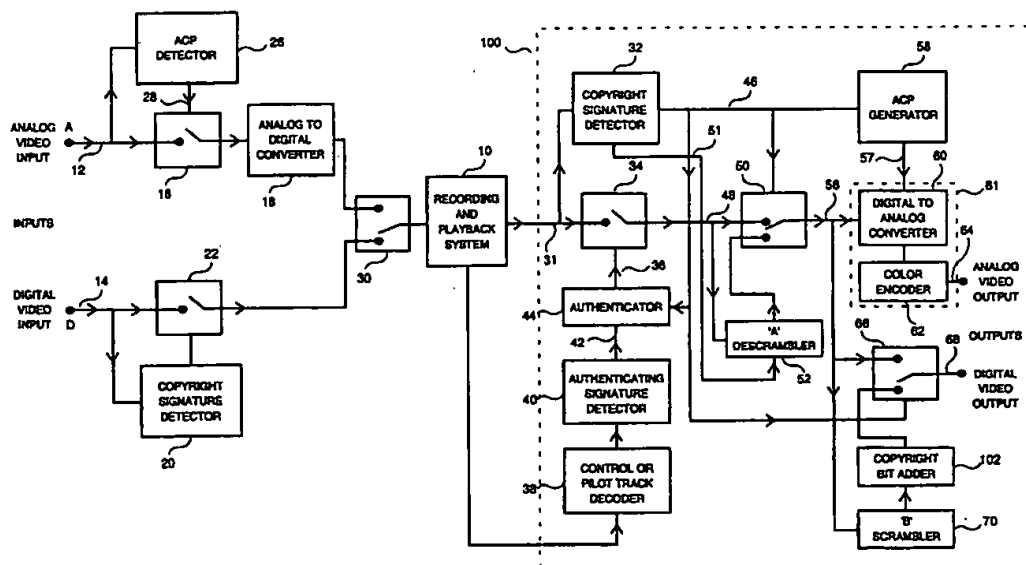 ACP
DETECTOR
26
28
ANALOG
VIDEO
INPUT
A
12
16
ANALOG TO
DIGITAL
CONVERTER
18
INPUTS
DIGITAL
VIDEO
INPUT
14
D
22
COPYRIGHT
SIGNATURE
DETECTOR
20
30
10
RECORDING
AND
PLAYBACK
SYSTEM
100
31
32
COPYRIGHT
SIGNATURE
DETECTOR
46
51
34
36
44
AUTHENTICATOR
42
40
AUTHENTICATING
SIGNATURE
DETECTOR
38
CONTROL OR
PILOT TRACK
DECODER
48
50
'A'
DESCRAMBLER
52
58
ACP
GENERATOR
57
60
61
56
DIGITAL TO
ANALOG
CONVERTER
64
COLOR
ENCODER
62
ANALOG
VIDEO
OUTPUT
66
68
OUTPUTS
DIGITAL
VIDEO
OUTPUT
COPYRIGHT
BIT ADDER
102
'B'
SCRAMBLER
70